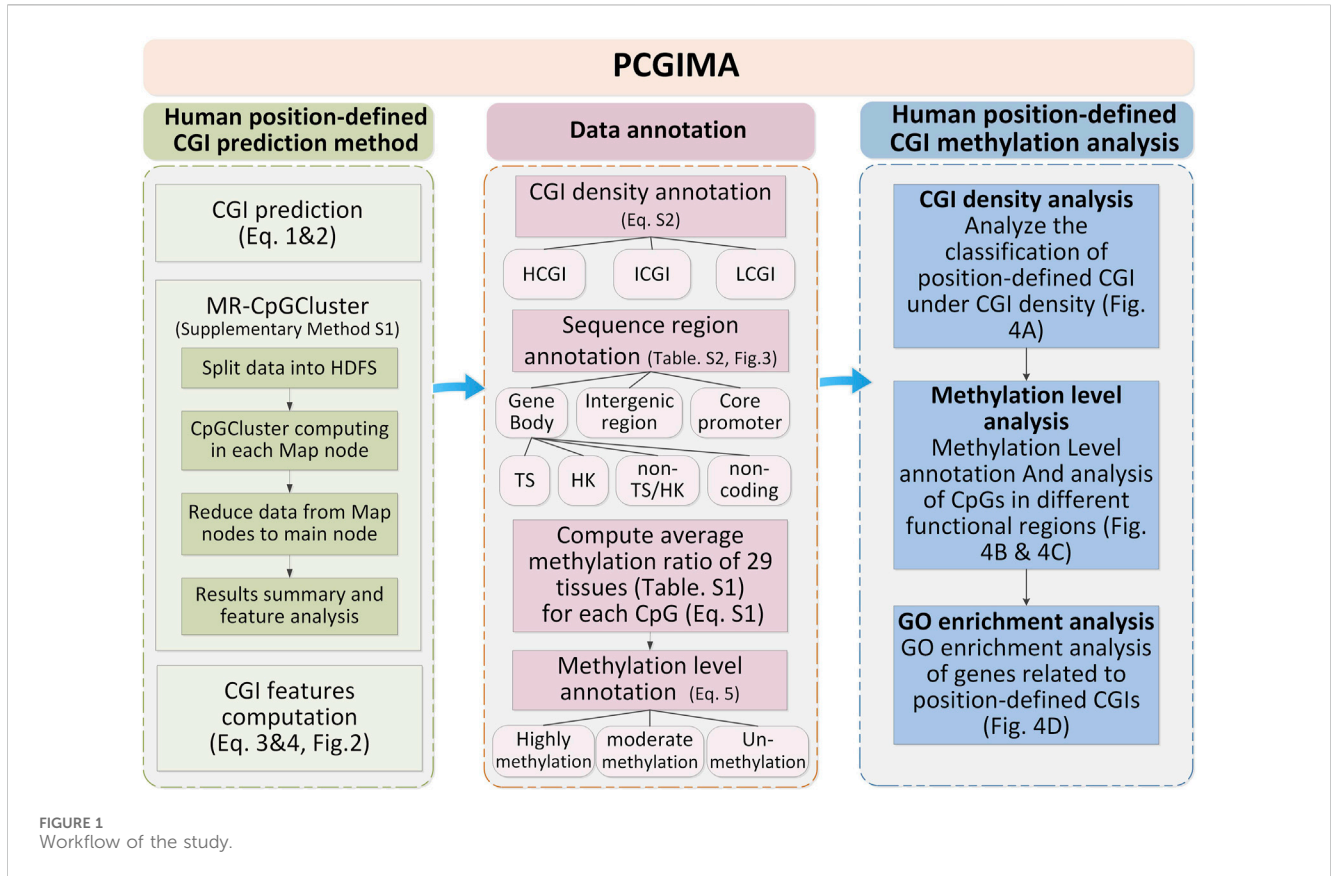 PCGIMA
Human position-defined
CGI prediction method
CGI prediction
(Eq. 1&2)
MR-CpGCluster
(Supplementary Method S1)
Split data into HDFS
CpGCluster computing
in each Map node
Reduce data from Map
nodes to main node
Results summary and
feature analysis
CGI features
computation
(Eq. 3&4, Fig.2)
Data annotation
CGI density annotation
(Eq. S2)
HCGI
ICGI
LCGI
Sequence region
annotation (Table. S2, Fig.3)
Gene
Body
Intergenic
region
Core
promoter
TS
HK
non-
TS/HK
non-
coding
Compute average
methylation ratio of 29
tissues (Table. S1)
for each CpG (Eq. S1)
Methylation level
annotation (Eq. 5)
Highly
methylation
moderate
methylation
Un-
methylation
Human position-defined
CGI methylation analysis
CGI density analysis
Analyze the
classification of
position-defined CGI
under CGI density (Fig.
4A)
Methylation level
analysis
Methylation Level
annotation And analysis
of CpGs in different
functional regions (Fig.
4B & 4C)
GO enrichment analysis
GO enrichment analysis
of genes related to
position-defined CGIs
(Fig. 4D)
FIGURE 1
Workflow of the study.